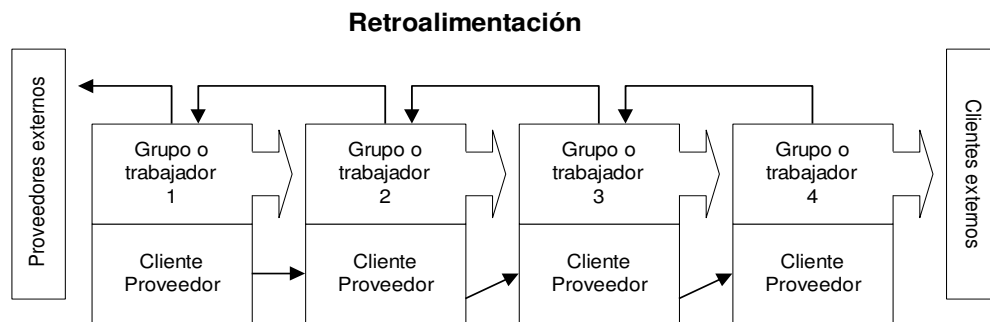 Retroalimentación
Proveedores externos
Grupo o
trabajador
1
Cliente
Proveedor
Grupo o
trabajador
2
Cliente
Proveedor
Grupo o
trabajador
3
Cliente
Proveedor
Grupo o
trabajador
4
Cliente
Proveedor
Clientes externos